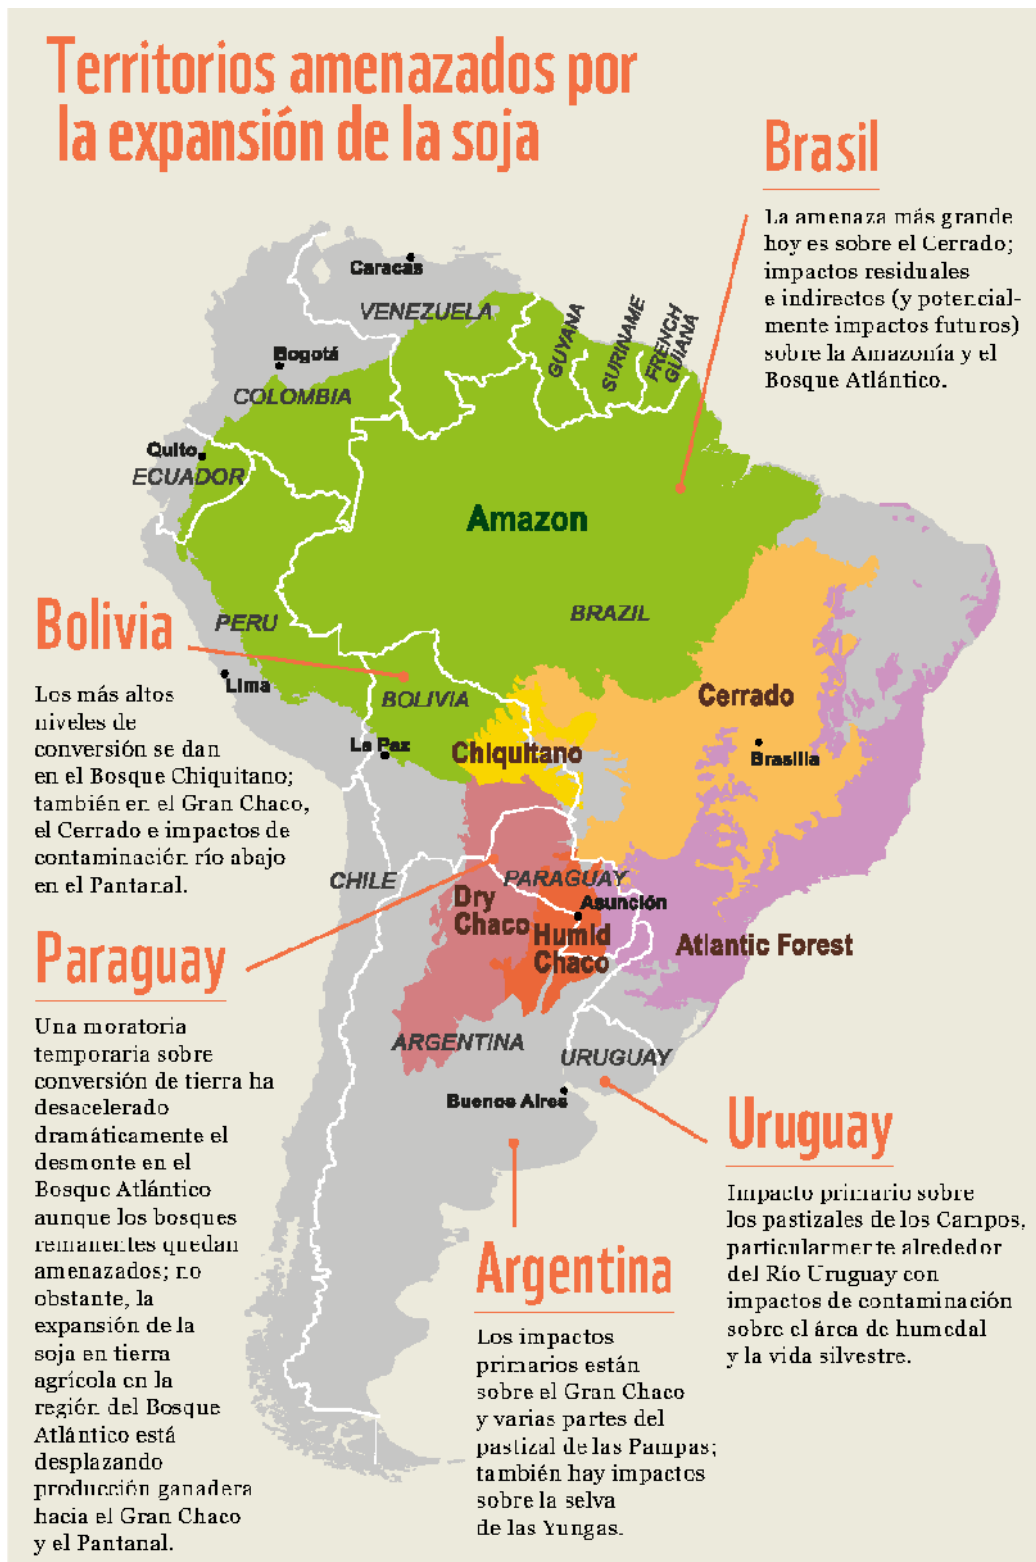 Territorios amenazados por
la expansión de la soja
Brasil
La amenaza más grande
hoy es sobre el Cerrado;
impactos residuales
e indirectos (y potencial-
mente impactos futuros)
sobre la Amazonía y el
Bosque Atlántico.
Caracas
VENEZUELA
GUYANA
SURINAME
FRENCH
GUIANA
Bogotá
COLOMBIA
Quito
ECUADOR
Amazon
BRAZIL
PERU
Lima
BOLIVIA
La Paz
Chiquitano
Cerrado
Brasilia
CHILE
PARAGUAY
Asunción
Dry
Chaco
Humid
Chaco
Atlantic Forest
ARGENTINA
URUGUAY
Buenos Aires
Bolivia
Los más altos
niveles de
conversión se dan
en el Bosque Chiquitano;
también en el Gran Chaco,
el Cerrado e impactos de
contaminación río abajo
en el Pantanal.
Paraguay
Una moratoria
temporaria sobre
conversión de tierra ha
desacelerado
dramáticamente el
desmonte en el
Bosque Atlántico
aunque los bosques
remanentes quedan
amenazados; no
obstante, la
expansión de la
soja en tierra
agrícola en la
región del Bosque
Atlántico está
desplazando
producción ganadera
hacia el Gran Chaco
y el Pantanal.
Uruguay
Impacto primario sobre
los pastizales de los Campos,
particularmente alrededor
del Río Uruguay con
impactos de contaminación
sobre el área de humedal
y la vida silvestre.
Argentina
Los impactos
primarios están
sobre el Gran Chaco
y varias partes del
pastizal de las Pampas;
también hay impactos
sobre la selva
de las Yungas.